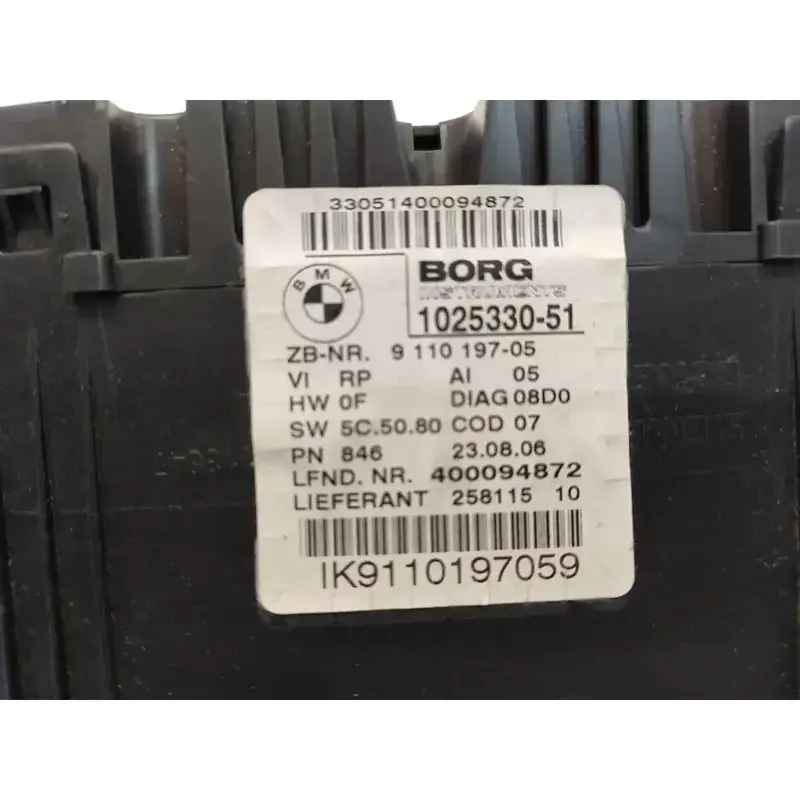 33051400094872
BMW
BORG
INSTRUMENTS
1025330-51
ZB-NR. 9 110 197-05
VI RP AI 05
HW 0F DIAG 08D0
SW 5C.50.80 COD 07
PN 846 23.08.06
LFND. NR. 400094872
LIEFERANT 258115 10
IK9110197059